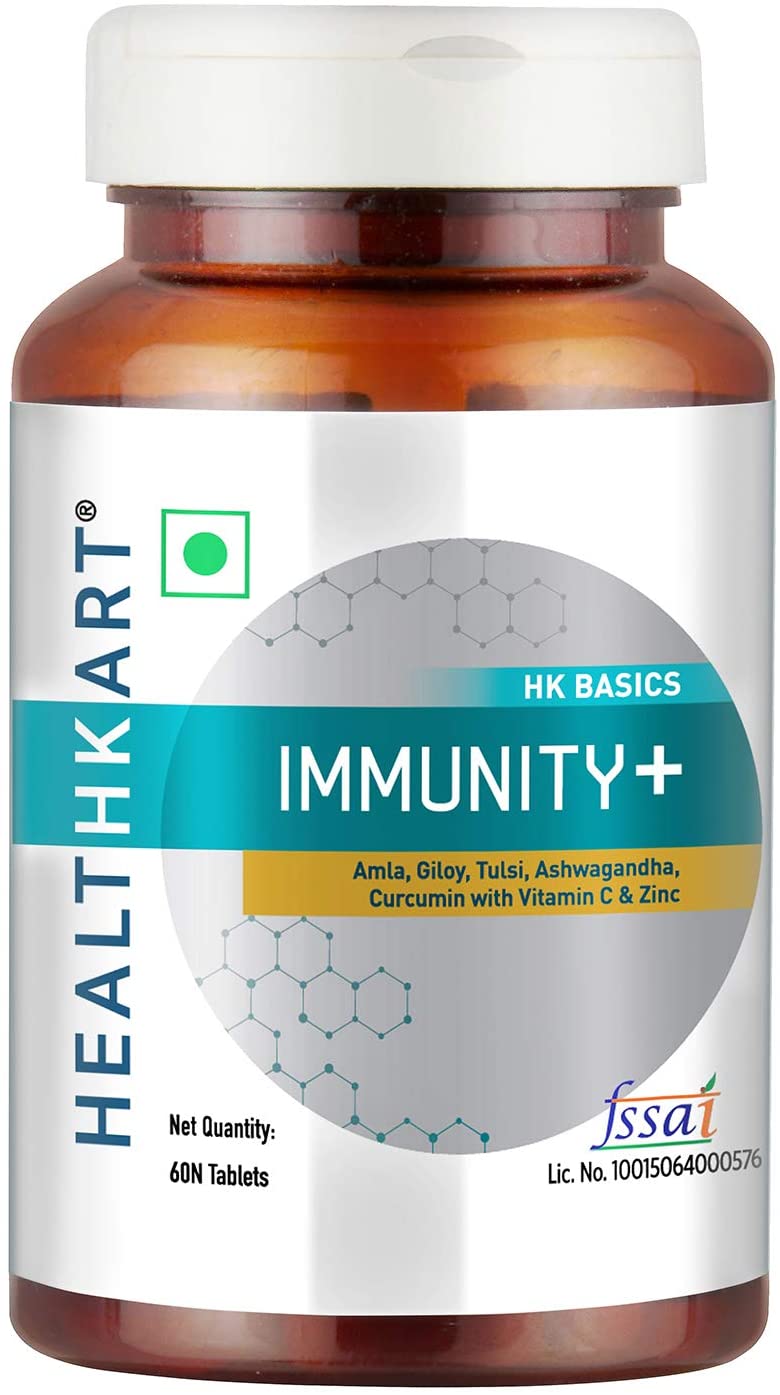 HEALTHKART®
HK BASICS
IMMUNITY+
Amla, Giloy, Tulsi, Ashwagandha,
Curcumin with Vitamin C & Zinc
Net Quantity:
60N Tablets
fssai
Lic. No. 10015064000576